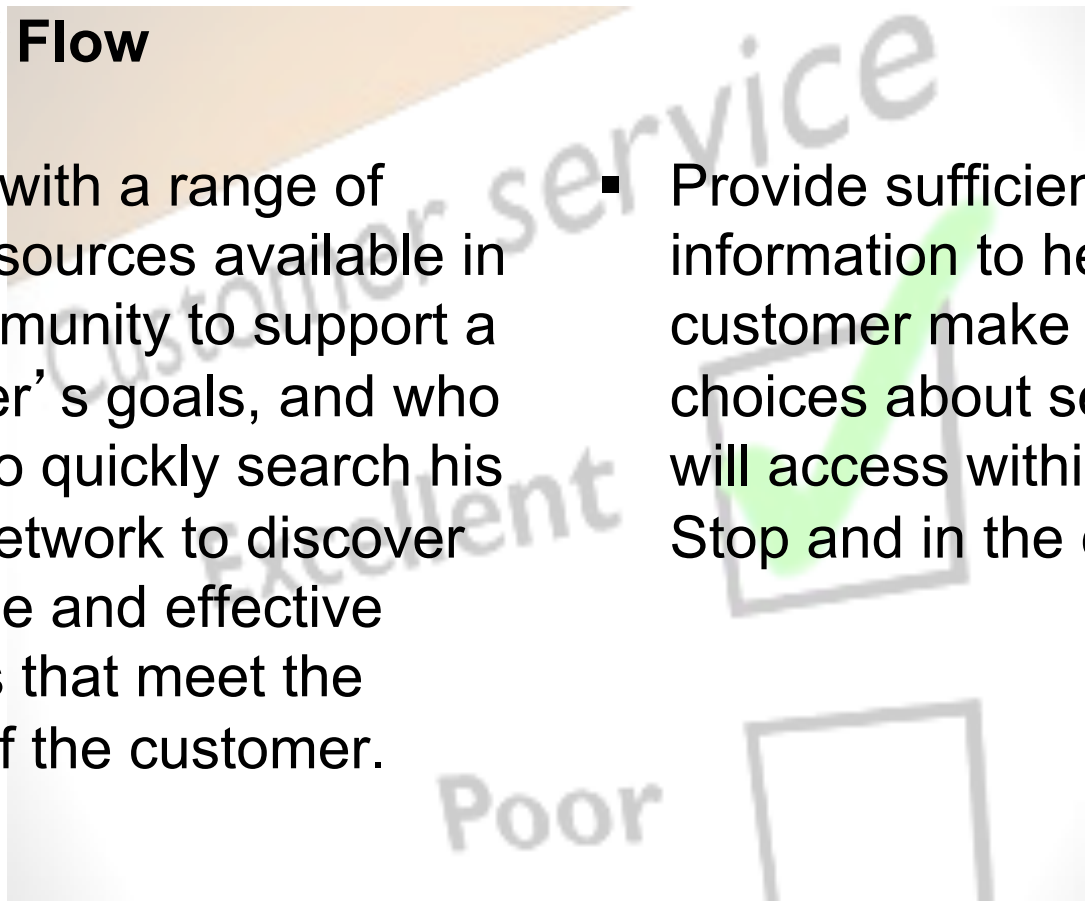 Flow
with a range of
sources available in
munity to support a
er’s goals, and who
o quickly search his
etwork to discover
e and effective
s that meet the
f the customer.
▪ Provide sufficien
information to he
customer make
choices about se
will access withi
Stop and in the c
Customer service
Excellent
Poor